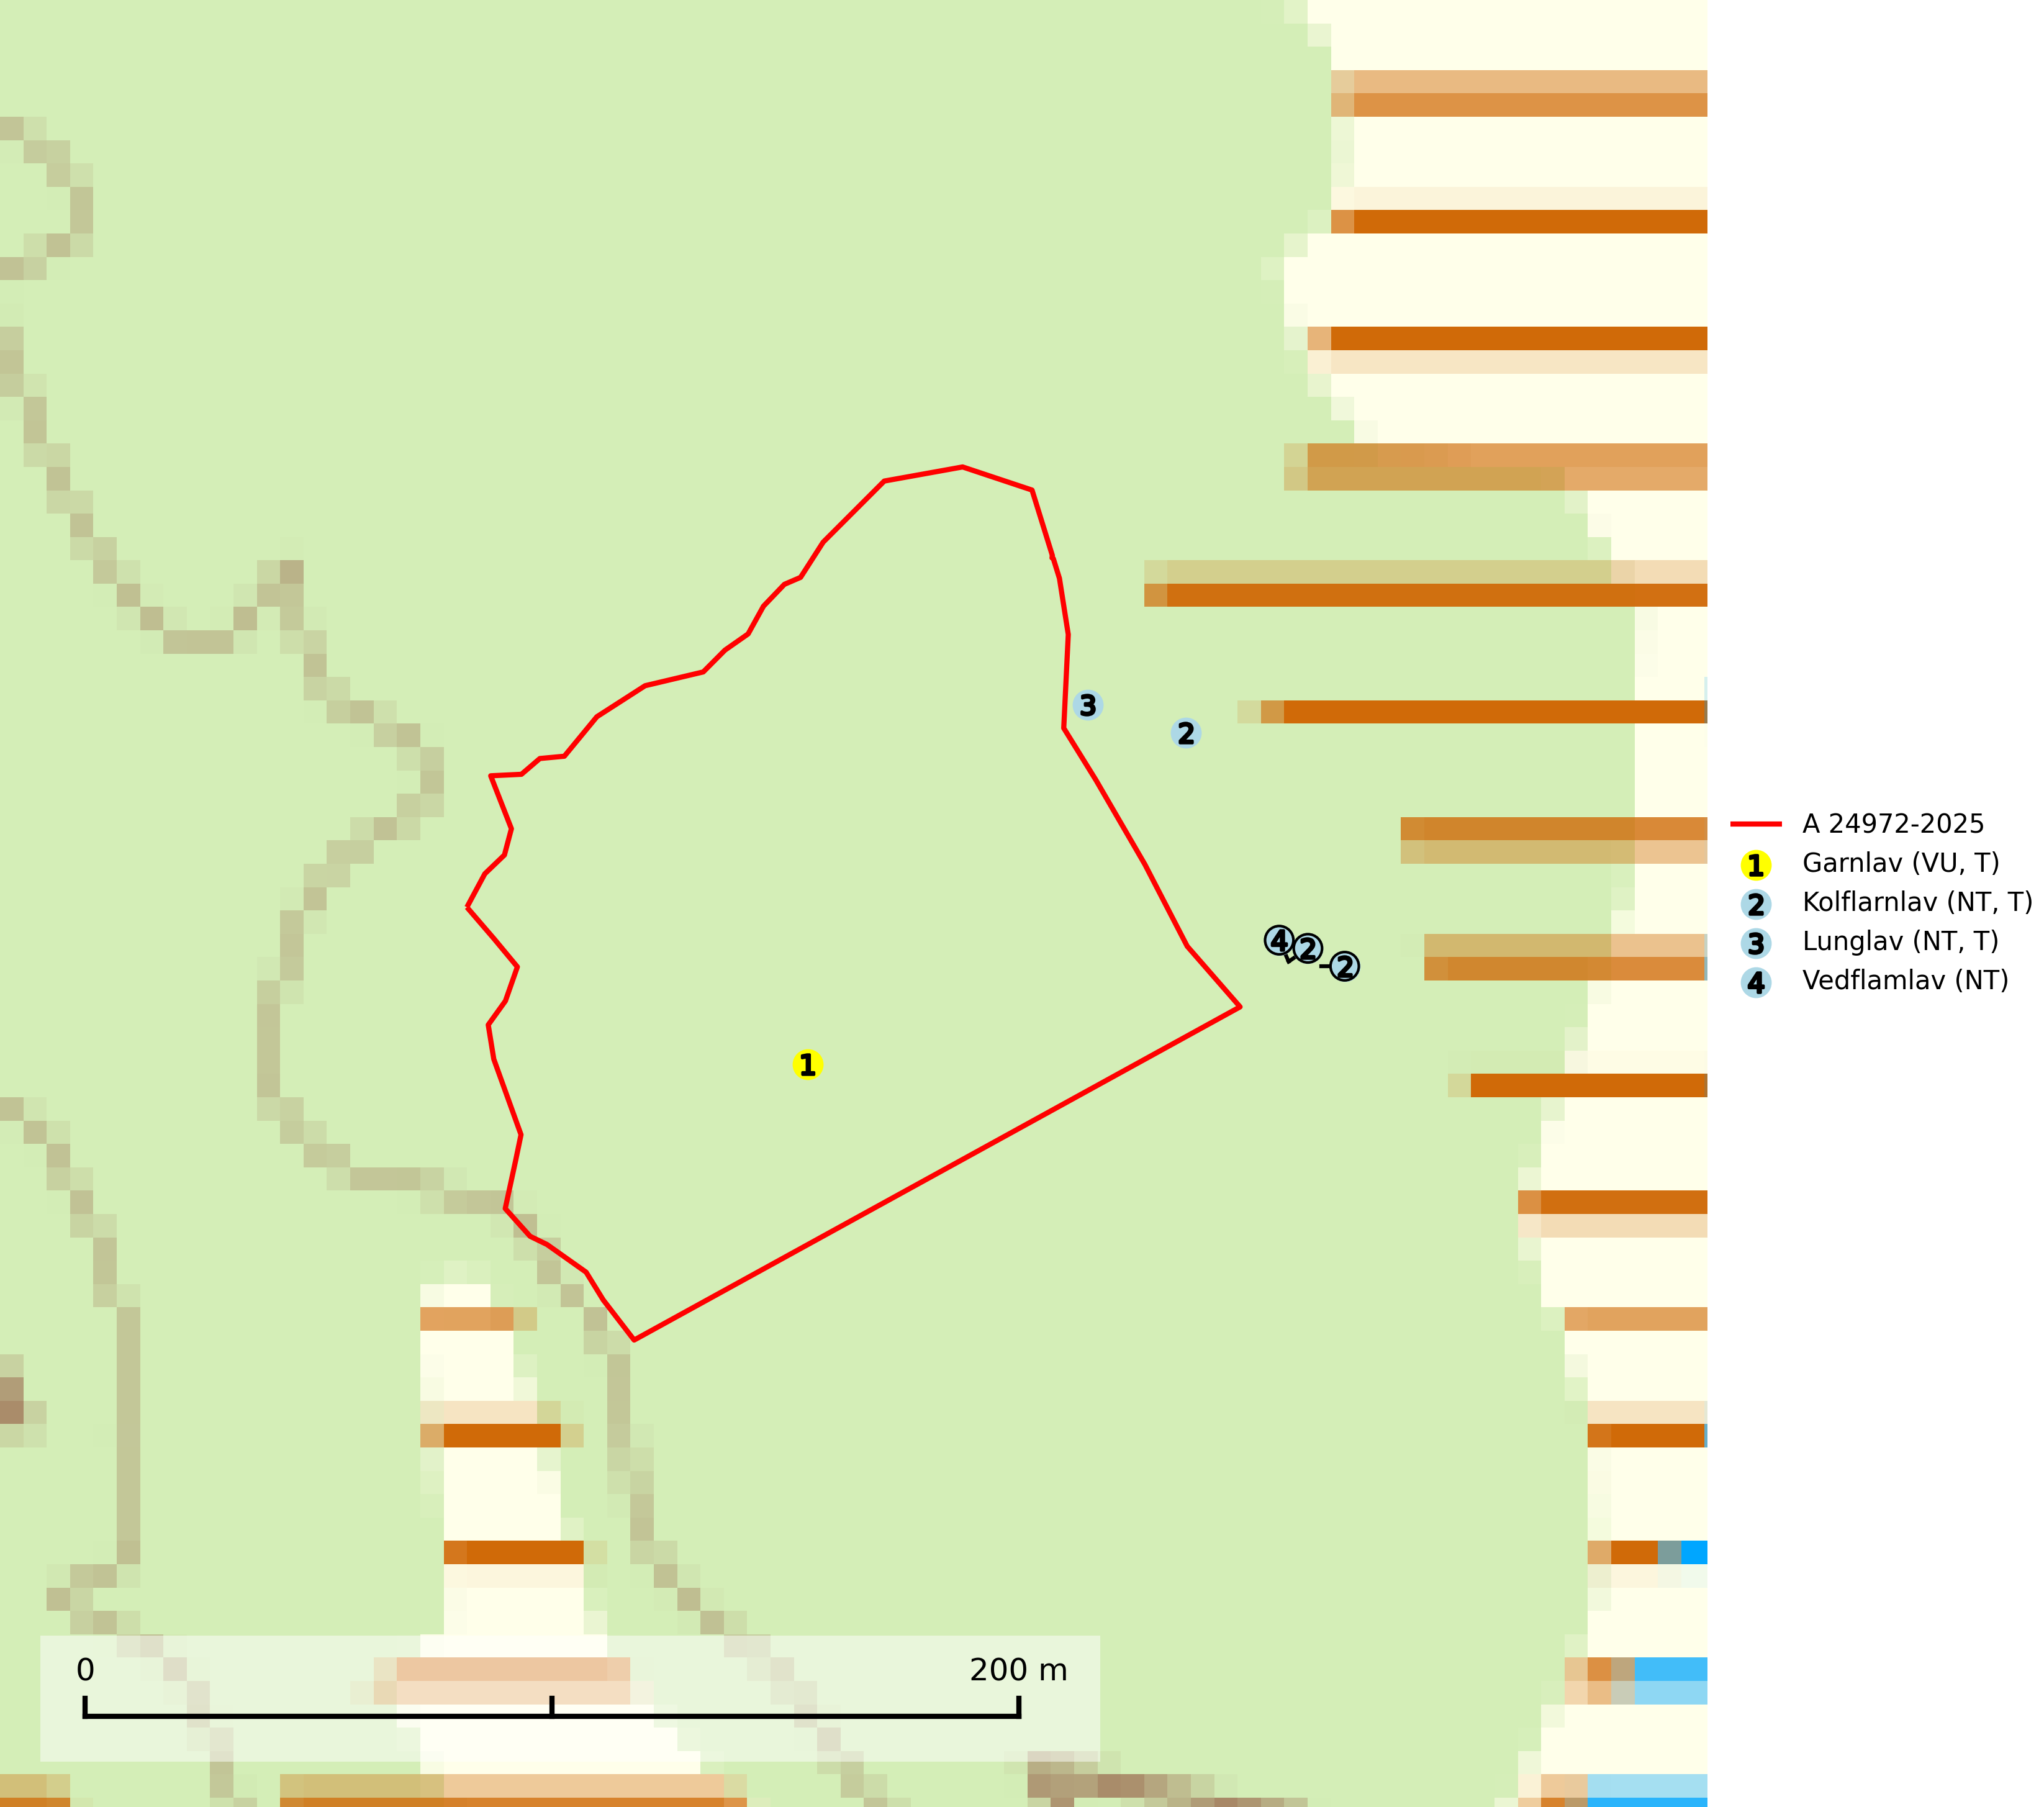 3
2
4 2
2
1
A 24972-2025
1 Garnlav (VU, T)
2 Kolflarnlav (NT, T)
3 Lunglav (NT, T)
4 Vedflamlav (NT)
0 200 m